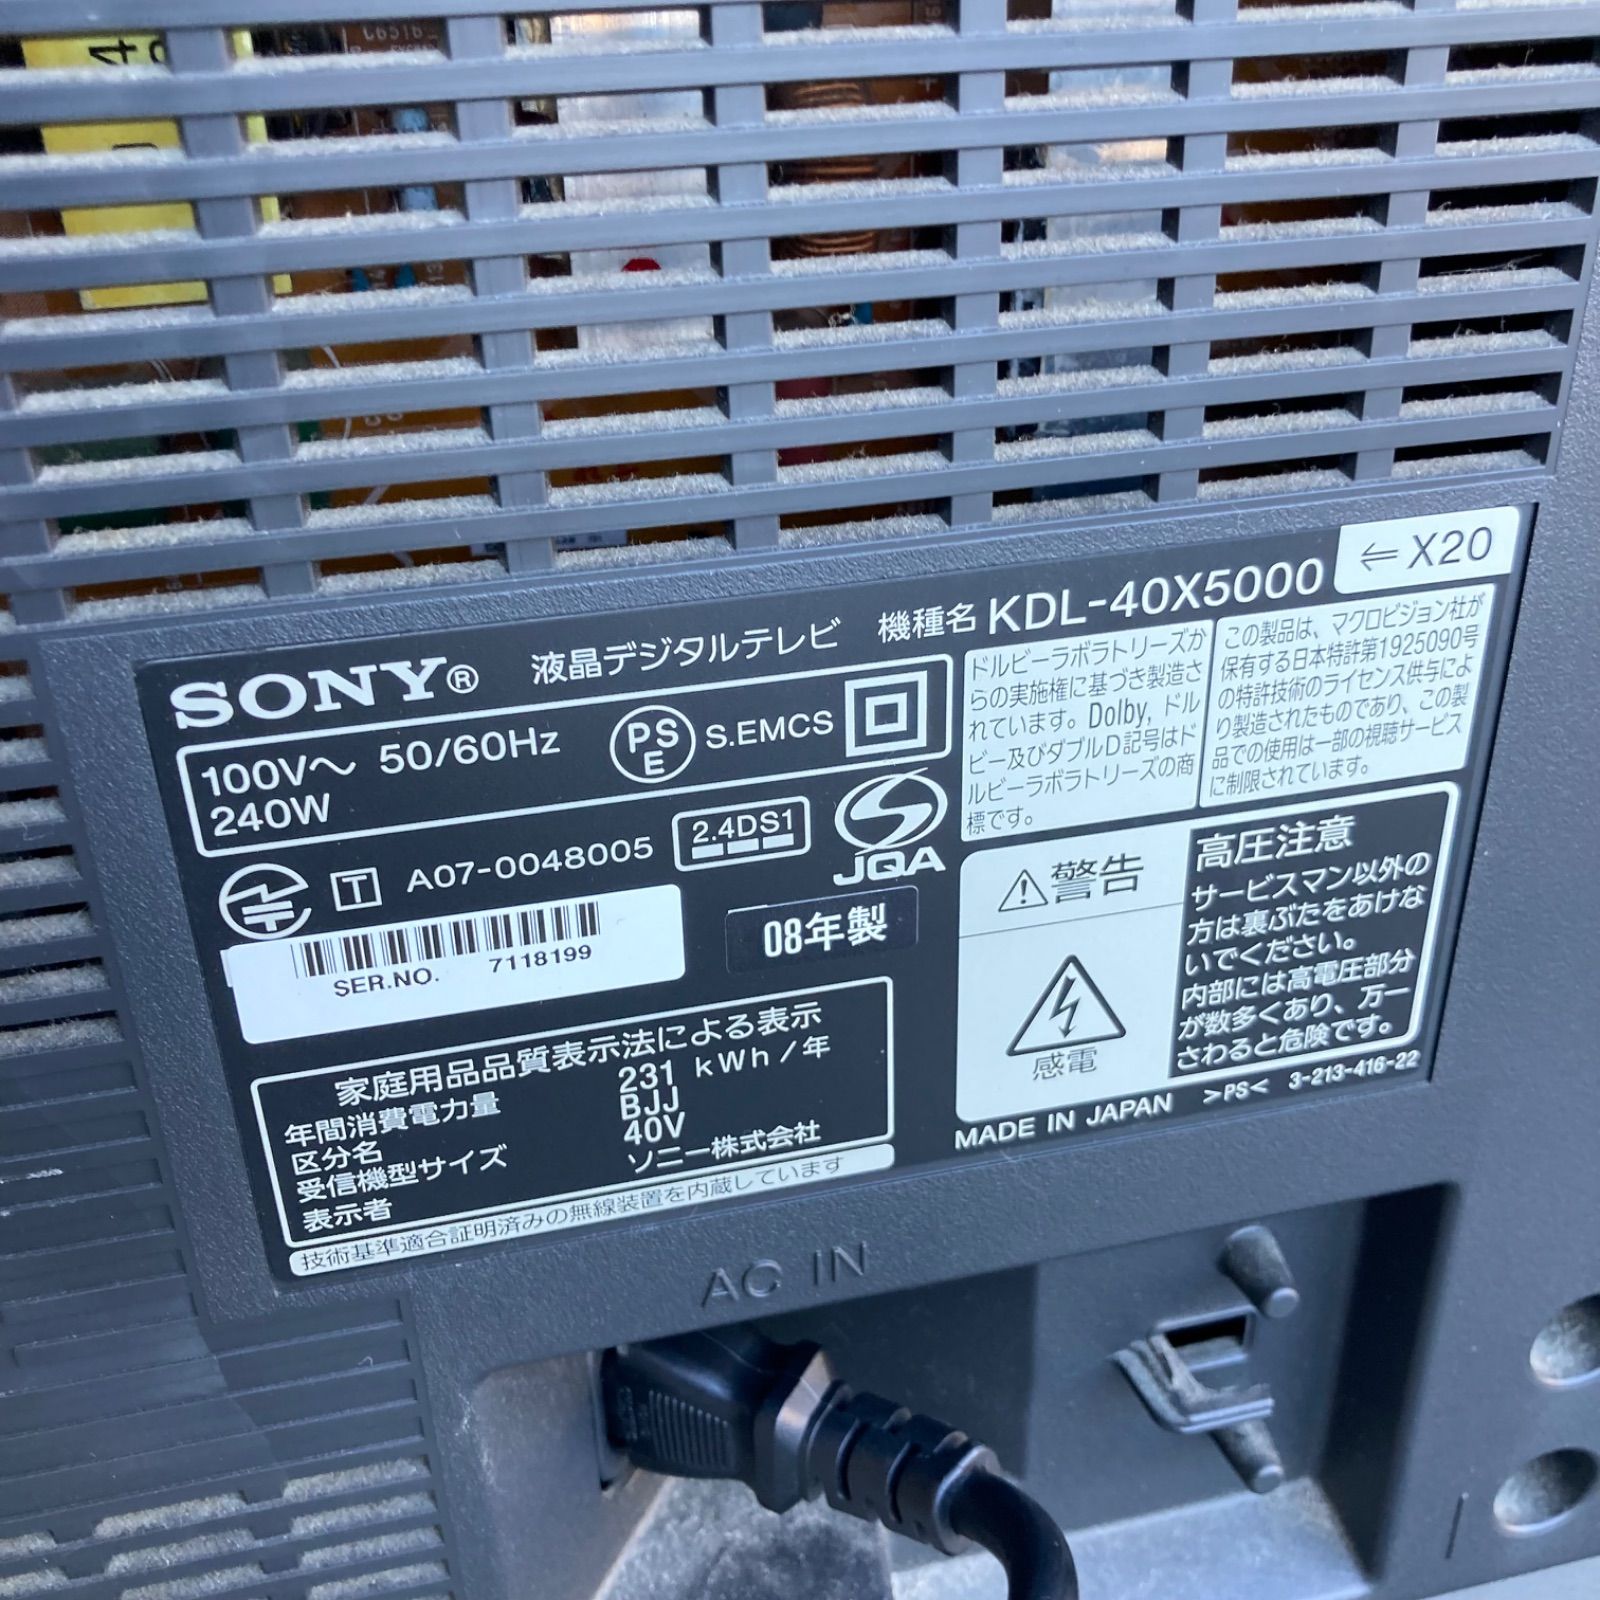 SONY® 液晶デジタルテレビ 機種名 KDL-40X5000 ⇐ X20
100V～ 50/60Hz
240W
PSE S.EMCS
T A07-0048005 2.4DS1
JQA
SER.NO. 7118199
08年製
家庭用品品質表示法による表示
年間消費電力量 231 kWh/年
区分名 BJJ
受信機型サイズ 40V
表示者 ソニー株式会社
技術基準適合証明済みの無線装置を内蔵しています
ドルビーラボラトリーズか
らの実施権に基づき製造さ
れています。Dolby, ドル
ビー及びダブルD記号はド
ルビーラボラトリーズの商
標です。
この製品は、マクロビジョン社が
保有する日本特許第1925090号
の特許技術のライセンス供与によ
り製造されたものであり、この製
品での使用は一部の視聴サービス
に制限されています。
⚠警告
感電
高圧注意
サービスマン以外の
方は裏ぶたをあけな
いでください。
内部には高電圧部分
が数多くあり、万一
さわると危険です。
MADE IN JAPAN >PS< 3-213-416-22
AC IN